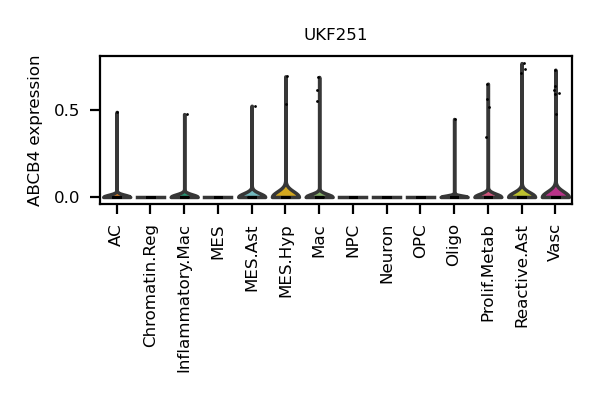 UKF251
ABCB4 expression
0.5
0.0
AC
Chromatin.Reg
Inflammatory.Mac
MES
MES.Ast
MES.Hyp
Mac
NPC
Neuron
OPC
Oligo
Prolif.Metab
Reactive.Ast
Vasc